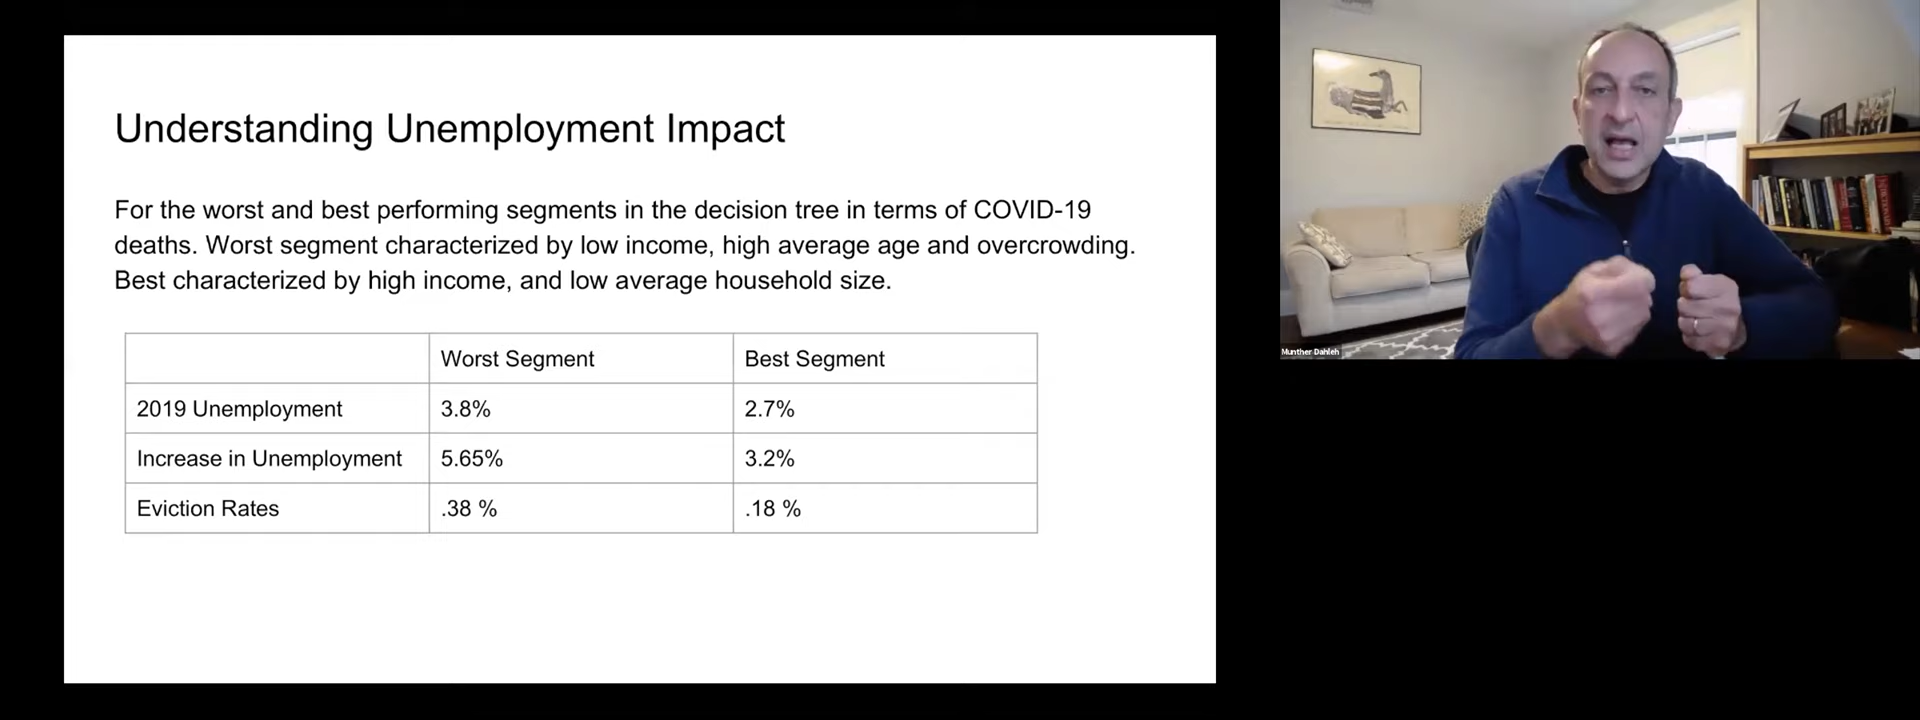 Understanding Unemployment Impact
For the worst and best performing segments in the decision tree in terms of COVID-19
deaths. Worst segment characterized by low income, high average age and overcrowding.
Best characterized by high income, and low average household size.
Worst Segment Best Segment
2019 Unemployment 3.8% 2.7%
Increase in Unemployment 5.65% 3.2%
Eviction Rates .38 % .18 %
Munther Dahleh